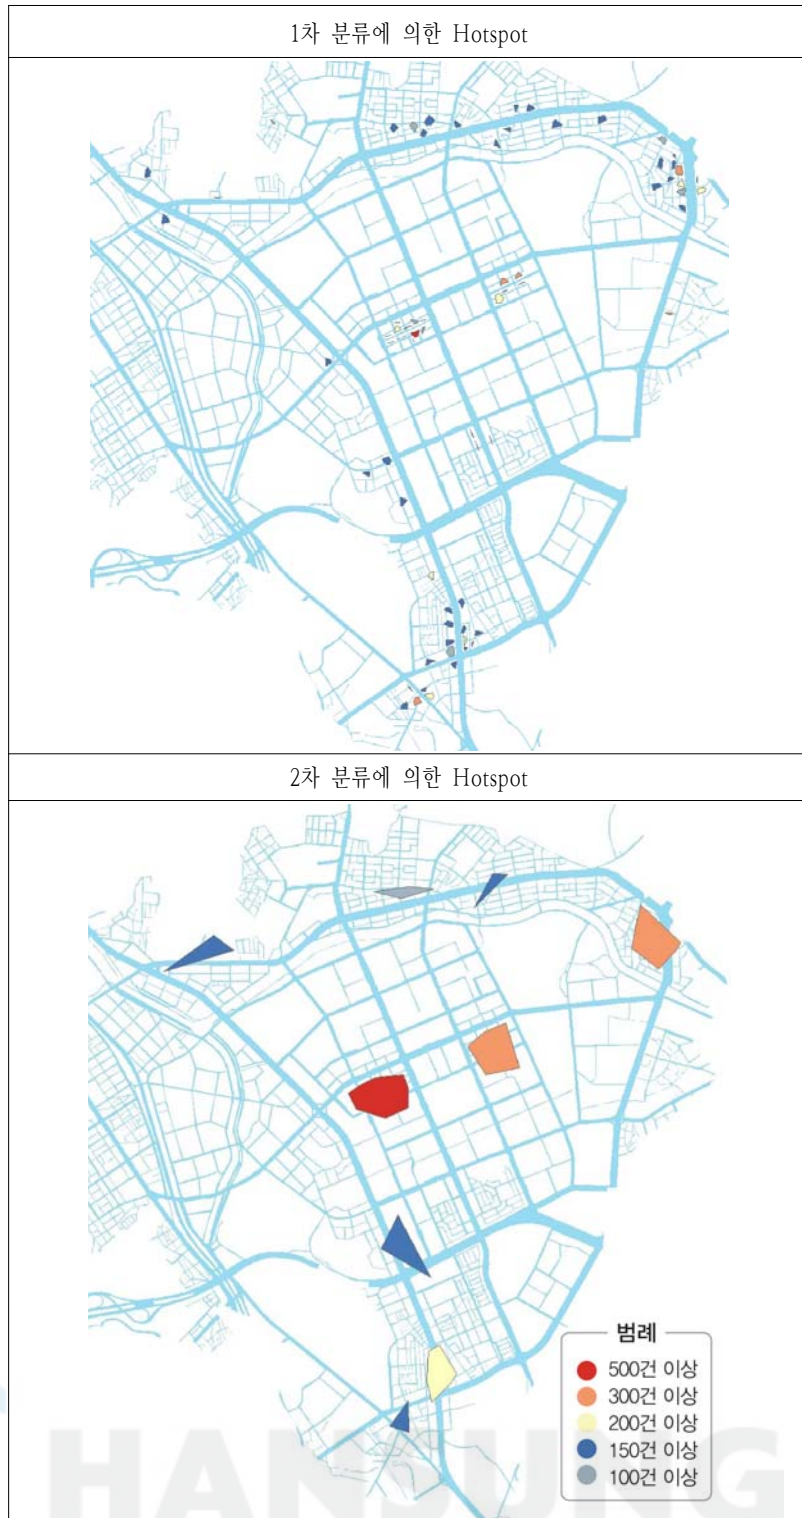 1차 분류에 의한 Hotspot
2차 분류에 의한 Hotspot
범례
500건 이상
300건 이상
200건 이상
150건 이상
100건 이상
HANSUNG